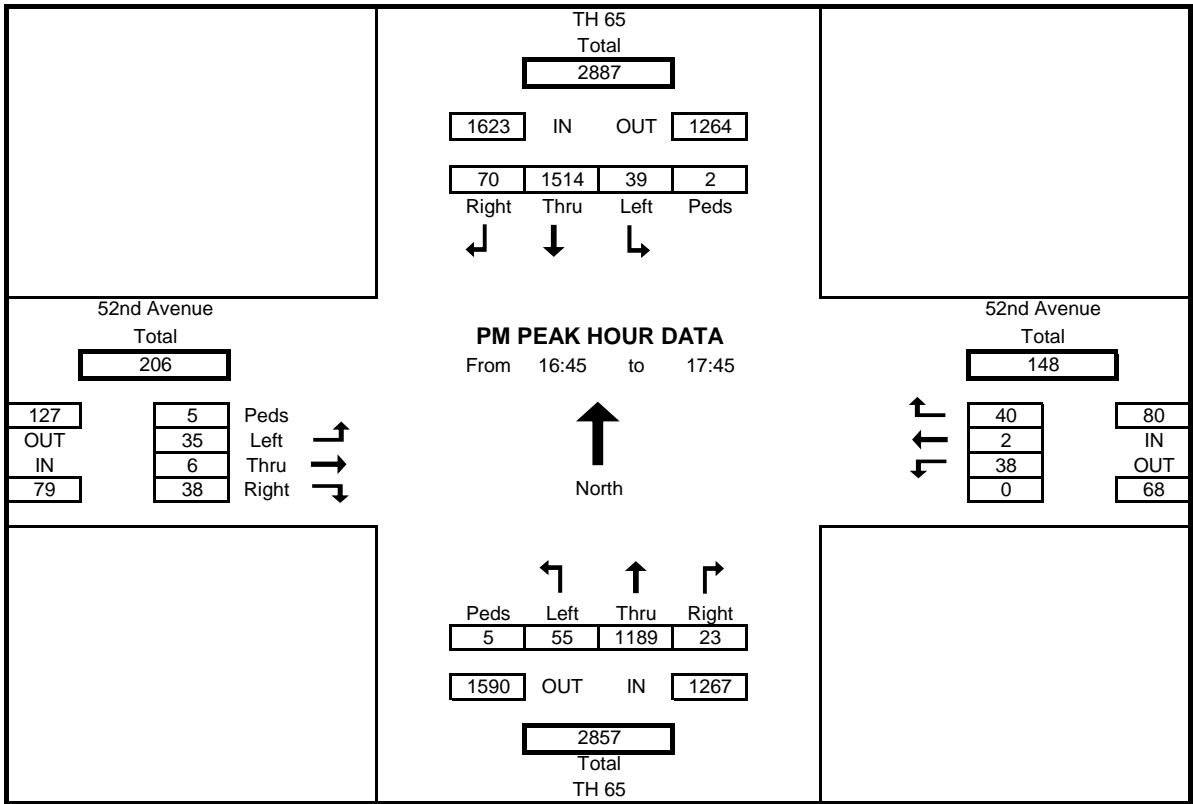 TH 65
Total
2887
1623 IN OUT 1264
70 1514 39 2
Right Thru Left Peds
52nd Avenue
Total
206
127
OUT
IN
79
5 Peds
35 Left
6 Thru
38 Right
PM PEAK HOUR DATA
From 16:45 to 17:45
North
52nd Avenue
Total
148
40
2
38
0
80
IN
OUT
68
Peds Left Thru Right
5 55 1189 23
1590 OUT IN 1267
2857
Total
TH 65